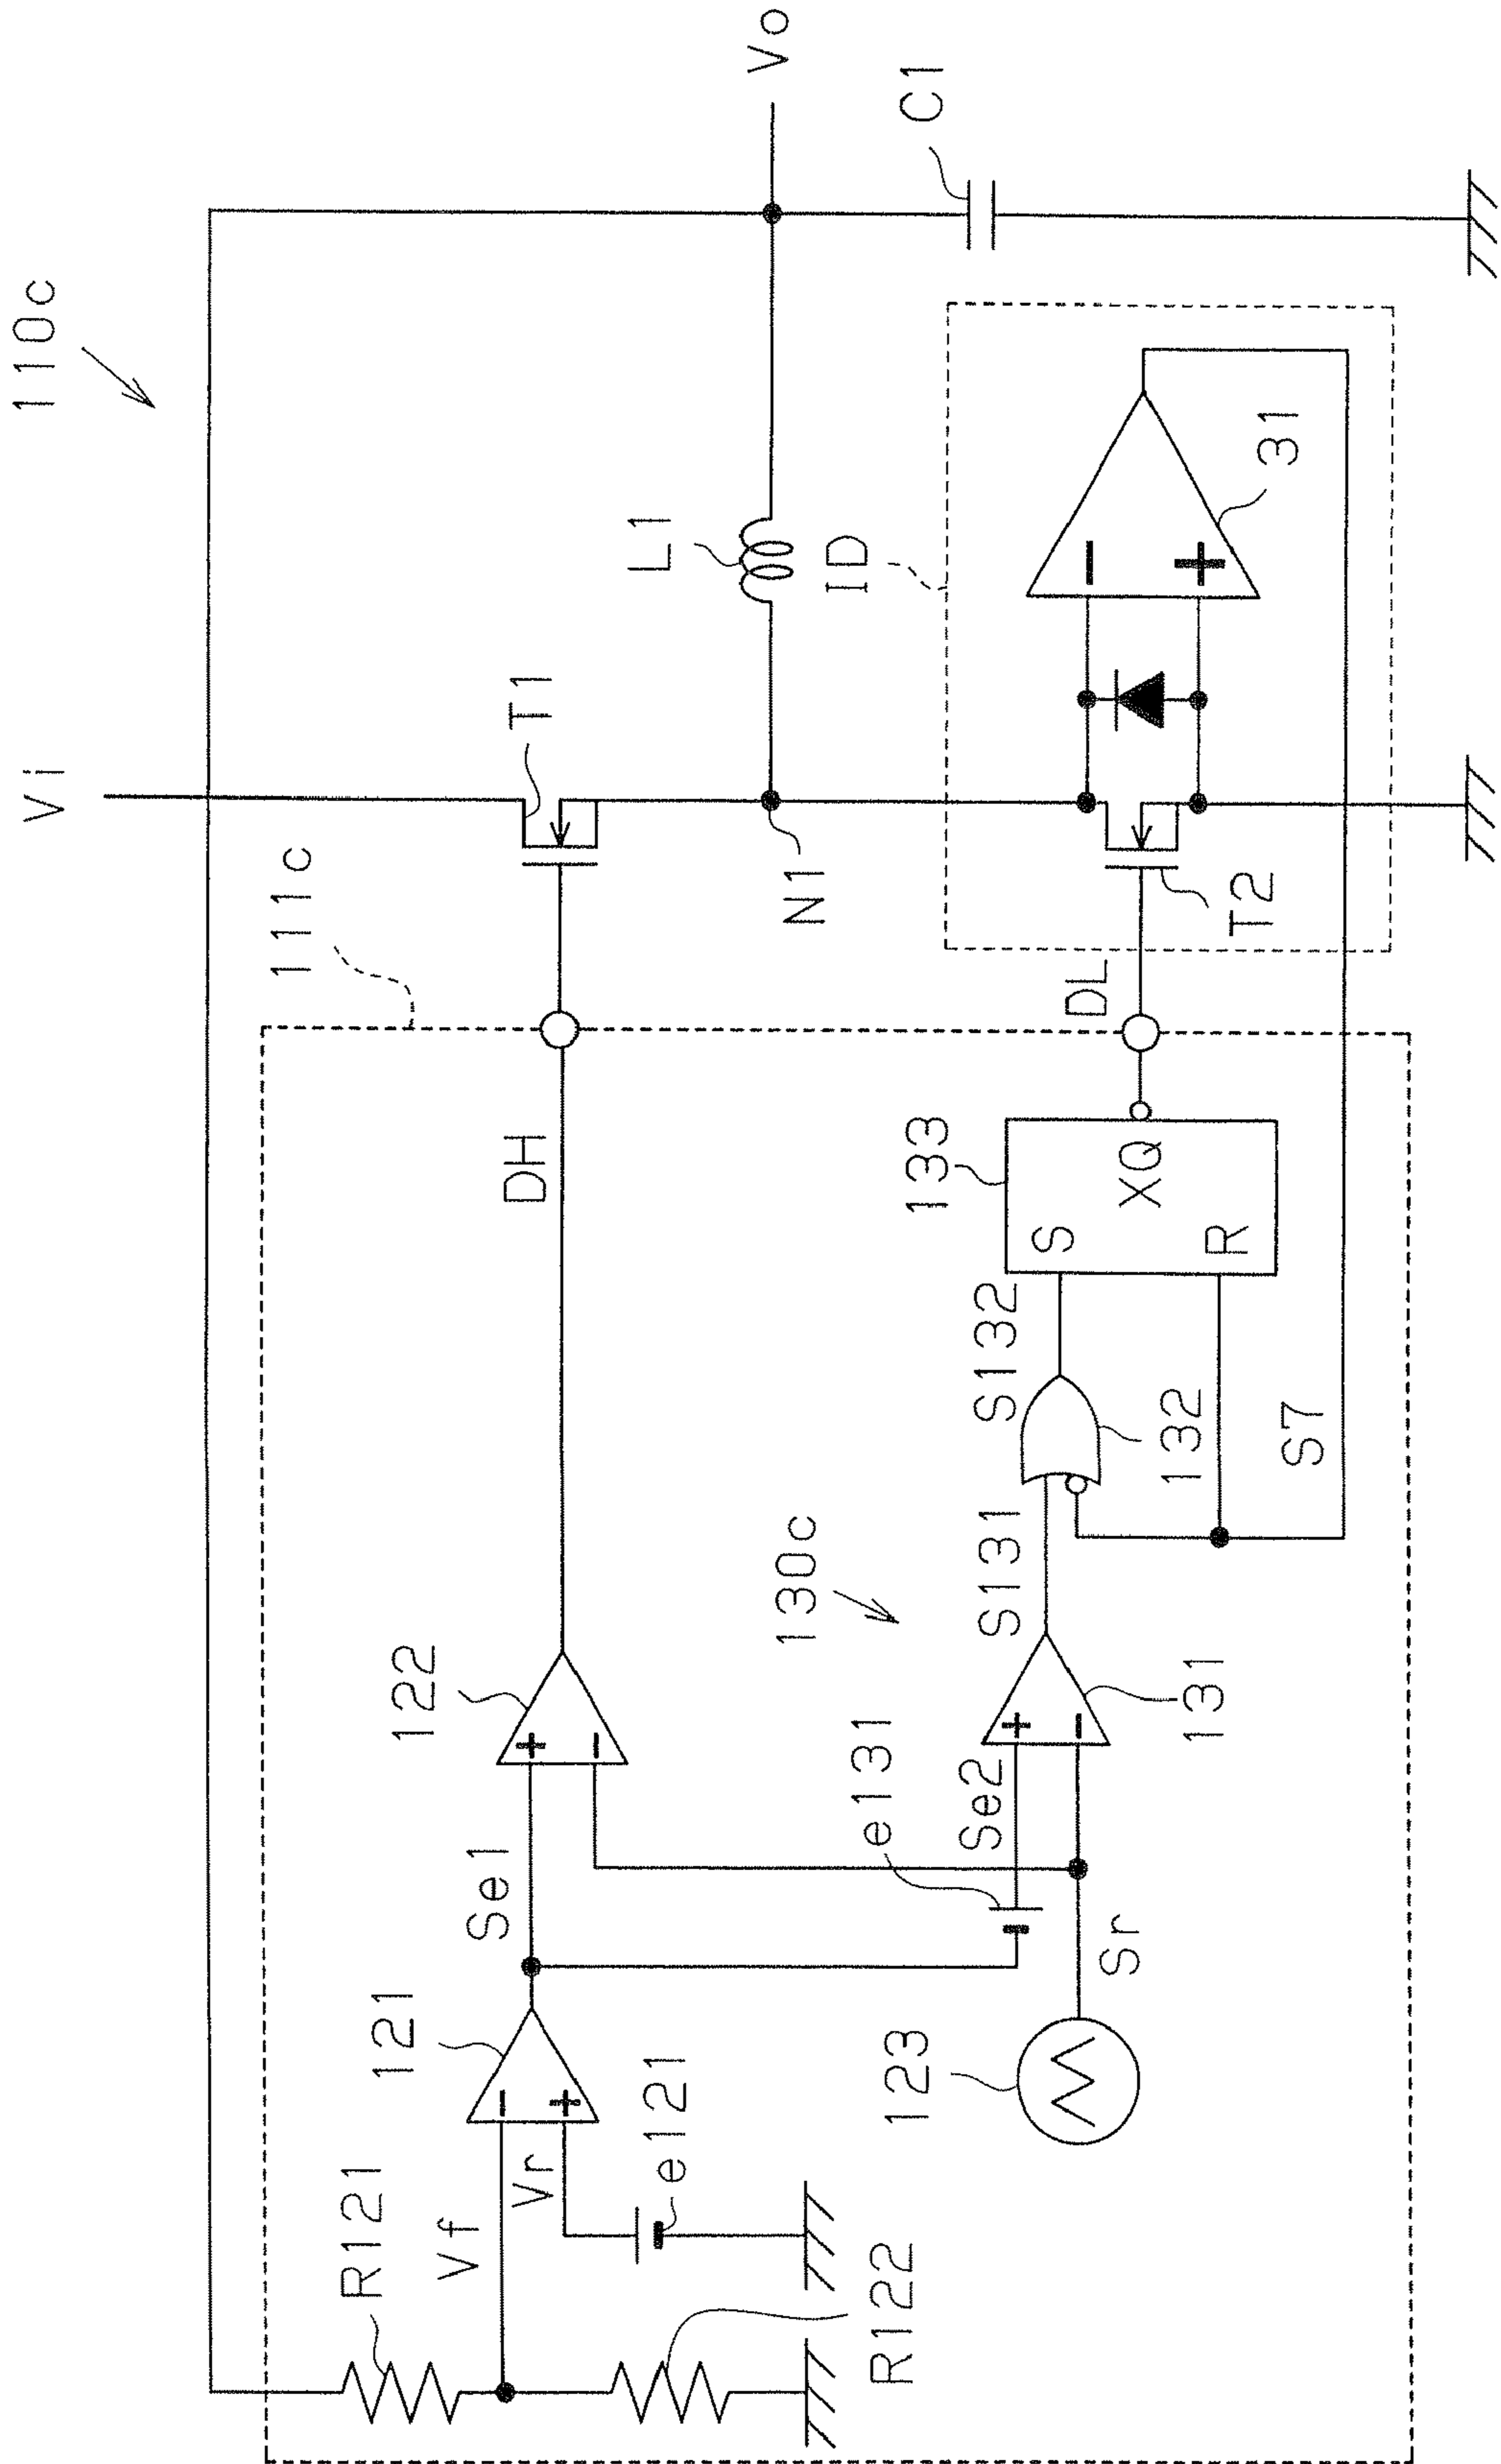 110c
Vi
111c
T1
L1
Vo
C1
N1
ID
DH
DL
T2
31
R121
Vf
Vr
e121
R122
121
Se1
122
123
Sr
e131
Se2
130c
131
S131
132
S132
133
S
R
XQ
S7
-
+
+
-
+
-
-
+